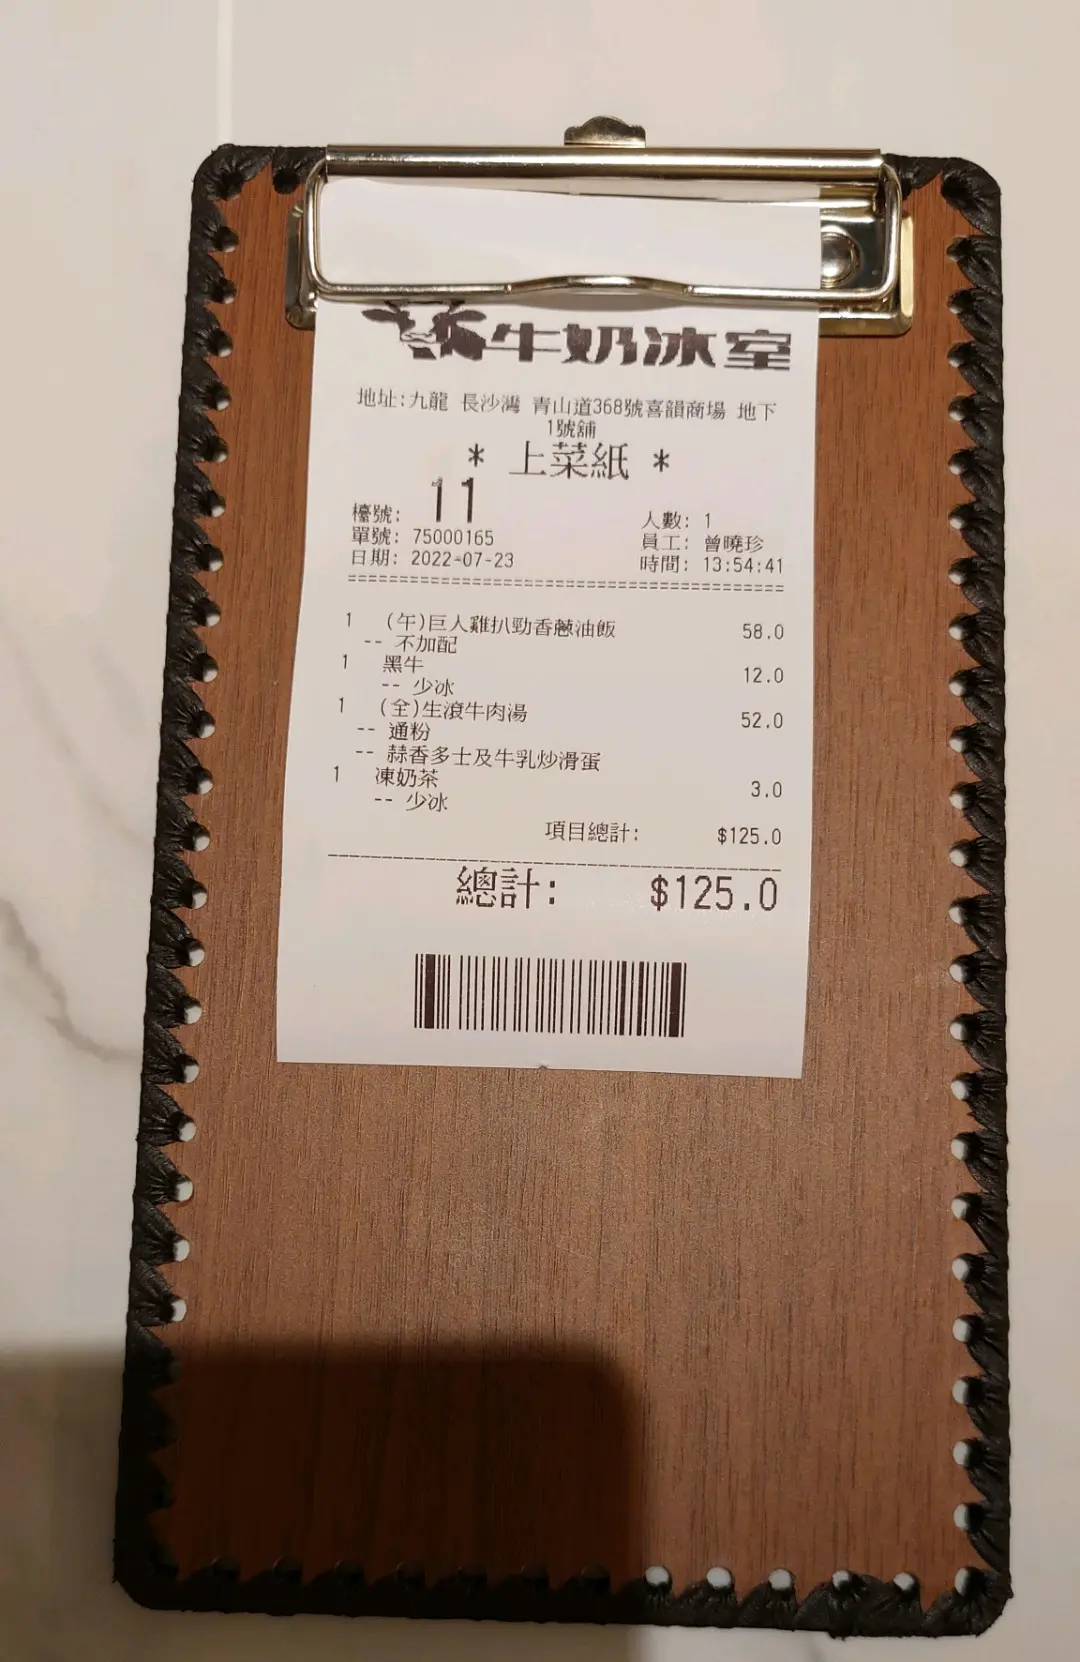 牛奶冰室
地址:九龍 長沙灣 青山道368號喜韻商場 地下
1號舖
* 上菜紙 *
檯號: 11 人數: 1
單號: 75000165 員工: 曾曉珍
日期: 2022-07-23 時間: 13:54:41
1 (午)巨人雞扒勁香蔥油飯 58.0
-- 不加配
1 黑牛 12.0
-- 少冰
1 (全)生滾牛肉湯 52.0
-- 通粉
-- 蒜香多士及牛乳炒滑蛋
1 凍奶茶 3.0
-- 少冰
項目總計: $125.0
總計: $125.0